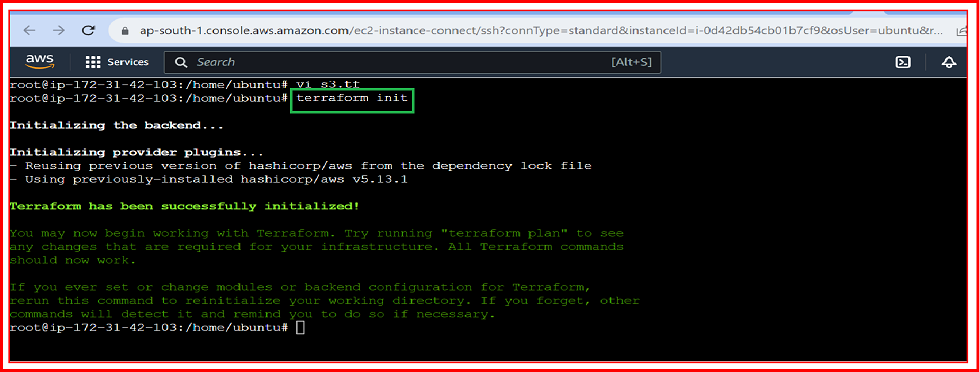 ap-south-1.console.aws.amazon.com/ec2-instance-connect/ssh?connType=standard&instanceId=i-0d42db54cb01b7cf9&osUser=ubuntu&r...
aws Services Search [Alt+S]
root@ip-172-31-42-103:/home/ubuntu# vi s3.tf
root@ip-172-31-42-103:/home/ubuntu# terraform init
Initializing the backend...
Initializing provider plugins...
- Reusing previous version of hashicorp/aws from the dependency lock file
- Using previously-installed hashicorp/aws v5.13.1
Terraform has been successfully initialized!
You may now begin working with Terraform. Try running "terraform plan" to see
any changes that are required for your infrastructure. All Terraform commands
should now work.
If you ever set or change modules or backend configuration for Terraform,
rerun this command to reinitialize your working directory. If you forget, other
commands will detect it and remind you to do so if necessary.
root@ip-172-31-42-103:/home/ubuntu#